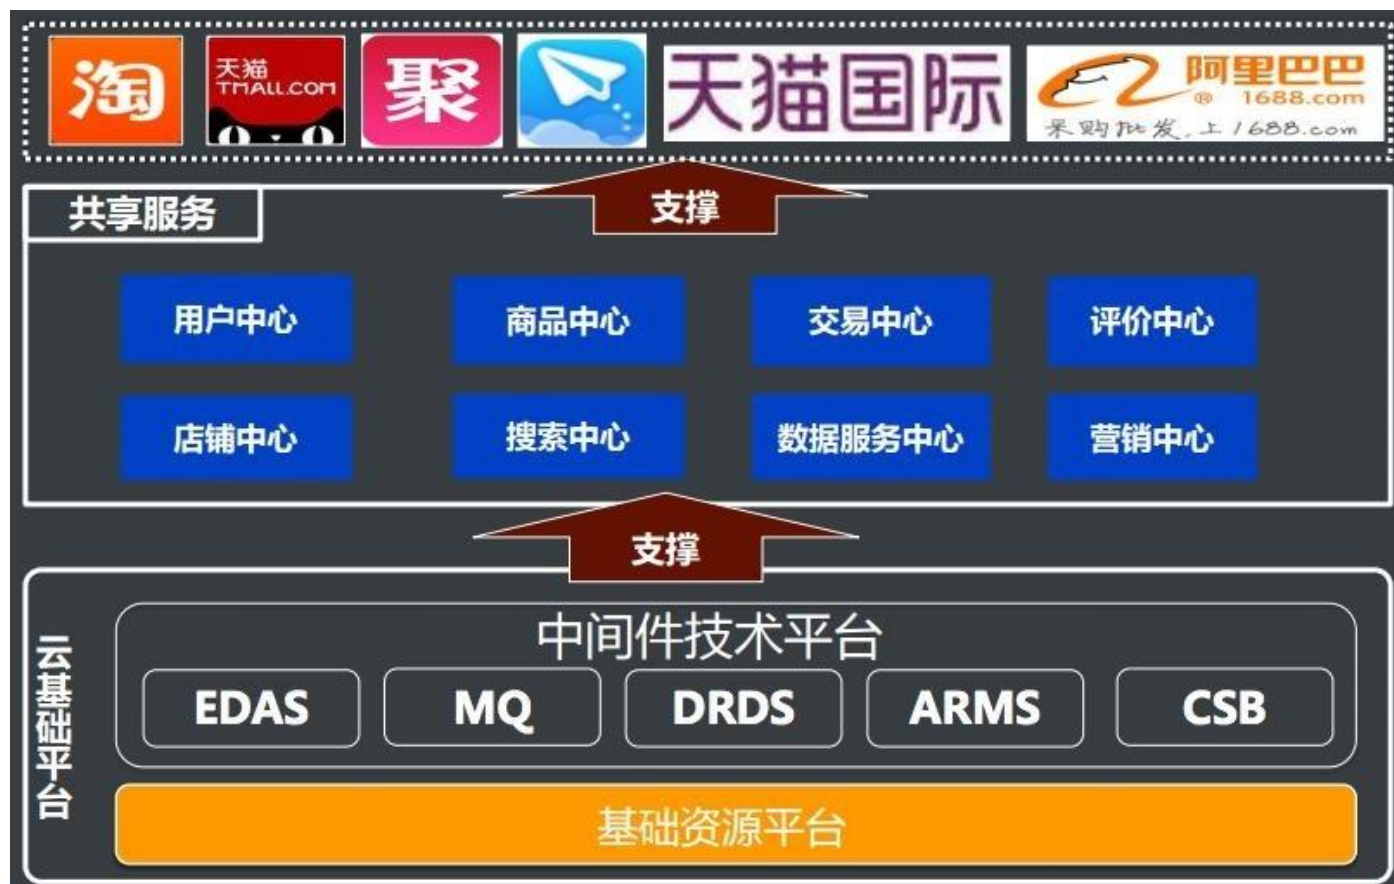 淘
天猫
TMALL.COM
聚
天猫国际
阿里巴巴
® 1688.com
采购批发,上1688.com
支撑
共享服务
用户中心 商品中心 交易中心 评价中心
店铺中心 搜索中心 数据服务中心 营销中心
支撑
云基础平台
中间件技术平台
EDAS MQ DRDS ARMS CSB
基础资源平台